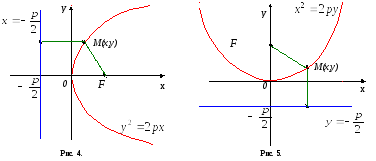 y
x = -p/2
M(x,y)
-p/2
0
F
x
y² = 2px
Рис. 4.
y
x² = 2py
F
M(x,y)
0
x
-p/2
y = -p/2
Рис. 5.